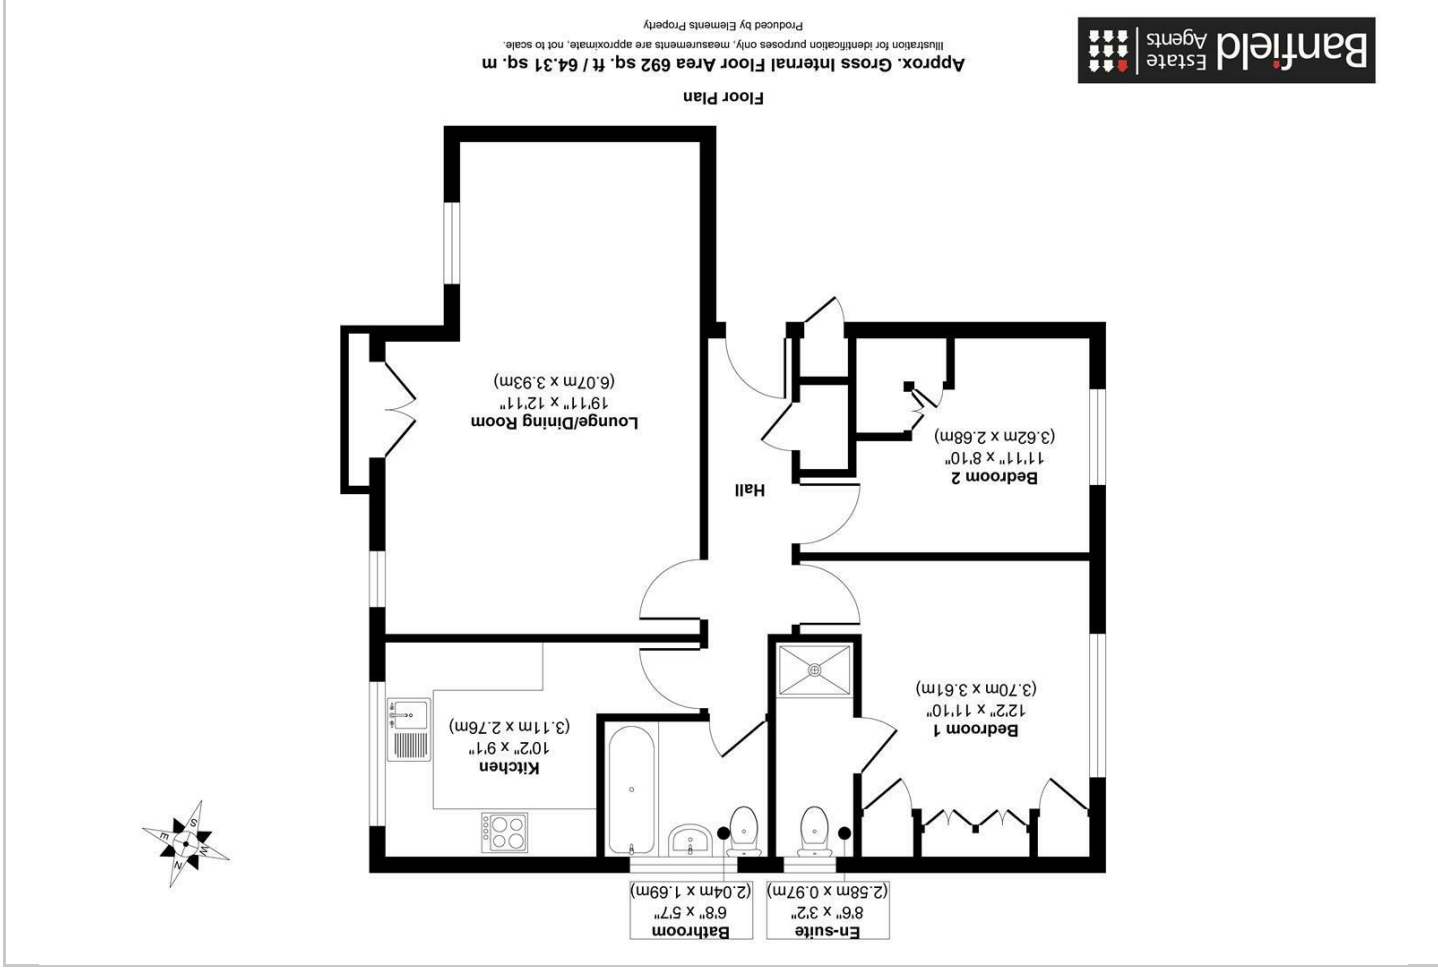 Bathroom
6'8" x 5'7"
(2.04m x 1.69m)
En-suite
8'6" x 3'2"
(2.58m x 0.97m)
N
E
W
S
Kitchen
10'2" x 9'1"
(3.11m x 2.76m)
Bedroom 1
12'2" x 11'10"
(3.70m x 3.61m)
Hall
Bedroom 2
11'11" x 8'10"
(3.62m x 2.68m)
Lounge/Dining Room
19'11" x 12'11"
(6.07m x 3.93m)
Floor Plan
Approx. Gross Internal Floor Area 692 sq. ft / 64.31 sq. m
Illustration for identification purposes only, measurements are approximate, not to scale.
Produced by Elements Property
Banfield
Estate
Agents